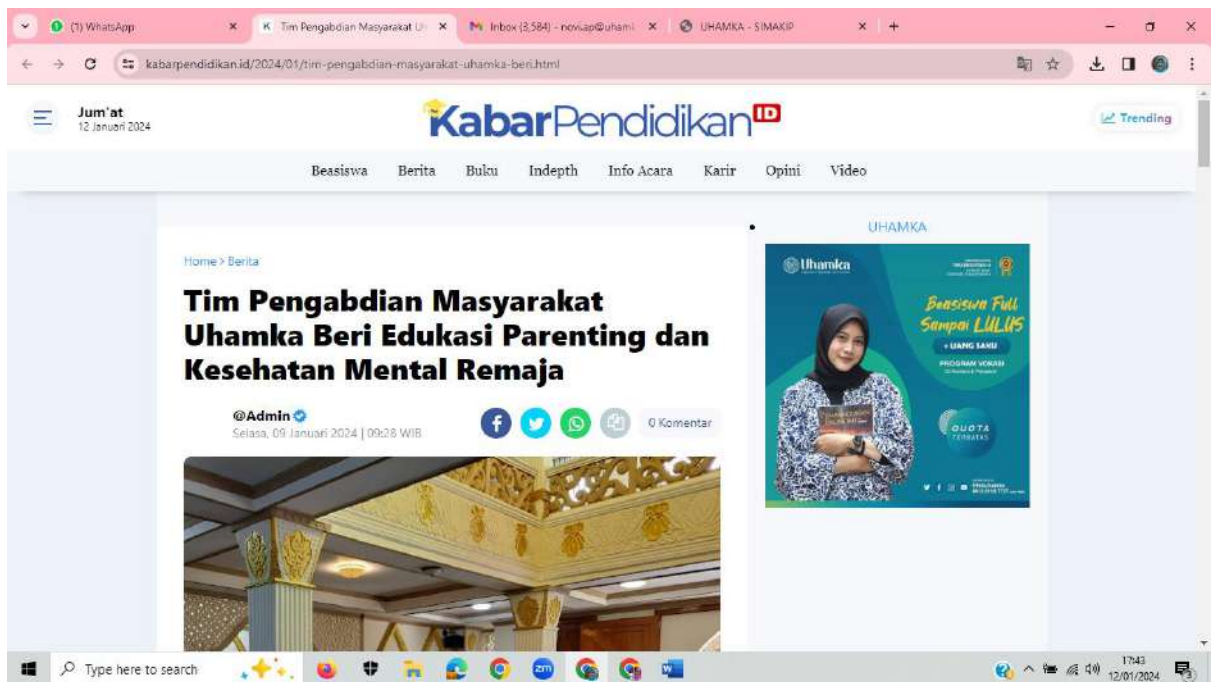 (1) WhatsApp
Tim Pengabdian Masyarakat Uh
Inbox (3,584) - novi.ap@uham
UHAMKA - SIMAKIP
kabarpendidikan.id/2024/01/tim-pengabdian-masyarakat-uhamka-beri.html
Jum'at
12 Januari 2024
KabarPendidikan ID
Trending
Beasiswa Berita Buku Indepth Info Acara Karir Opini Video
UHAMKA
Home > Berita
Tim Pengabdian Masyarakat
Uhamka Beri Edukasi Parenting dan
Kesehatan Mental Remaja
@Admin
Selasa, 09 Januari 2024 | 09:28 WIB
0 Komentar
Uhamka
Beasiswa Full
Sampai LULUS
+ UANG SAKU
PROGRAM VOKASI
QUOTA
TERBATAS
Type here to search
zm
17:43
12/01/2024
3